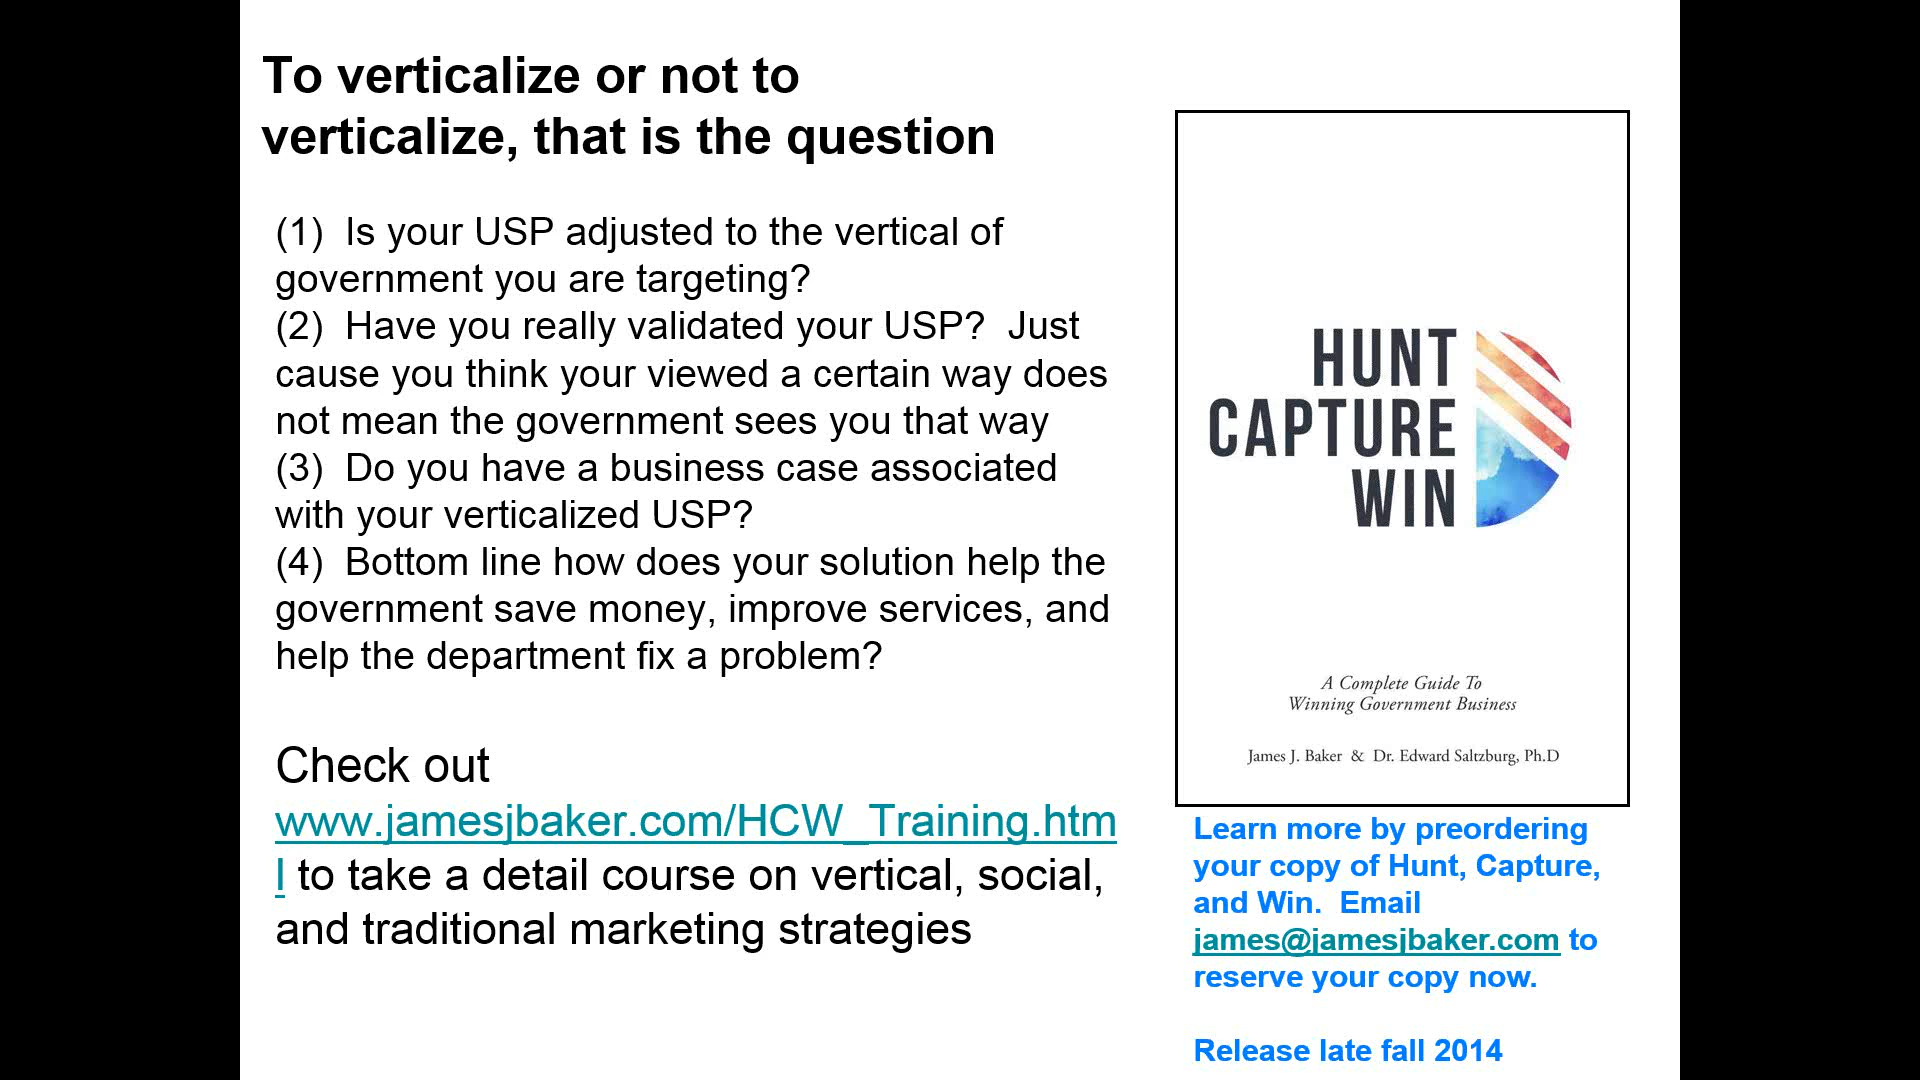 To verticalize or not to
verticalize, that is the question
(1)  Is your USP adjusted to the vertical of
government you are targeting?
(2)  Have you really validated your USP?  Just
cause you think your viewed a certain way does
not mean the government sees you that way
(3)  Do you have a business case associated
with your verticalized USP?
(4)  Bottom line how does your solution help the
government save money, improve services, and
help the department fix a problem?
Check out
www.jamesjbaker.com/HCW_Training.htm
l to take a detail course on vertical, social,
and traditional marketing strategies
HUNT
CAPTURE
WIN
A Complete Guide To
Winning Government Business
James J. Baker & Dr. Edward Saltzburg, Ph.D
Learn more by preordering
your copy of Hunt, Capture,
and Win.  Email
james@jamesjbaker.com to
reserve your copy now.
Release late fall 2014